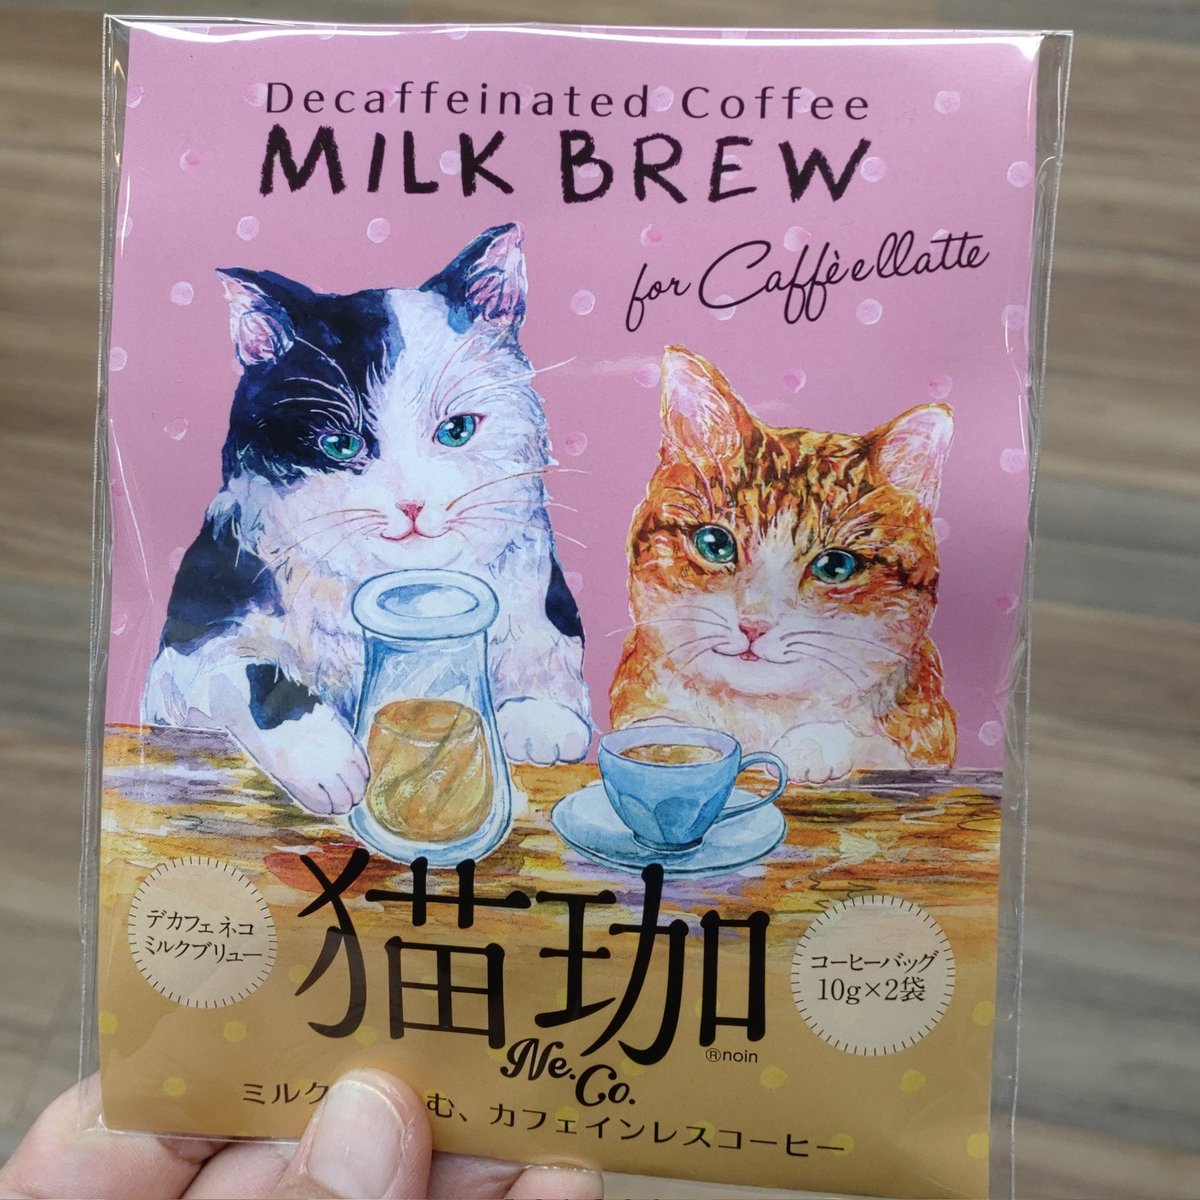 Decaffeinated Coffee
MILK BREW
for Caffèellatte
デカフェネコ
ミルクブリュー
猫珈
®noin
Ne.Co.
コーヒーバッグ
10g×2袋
ミルク む、カフェインレスコーヒー